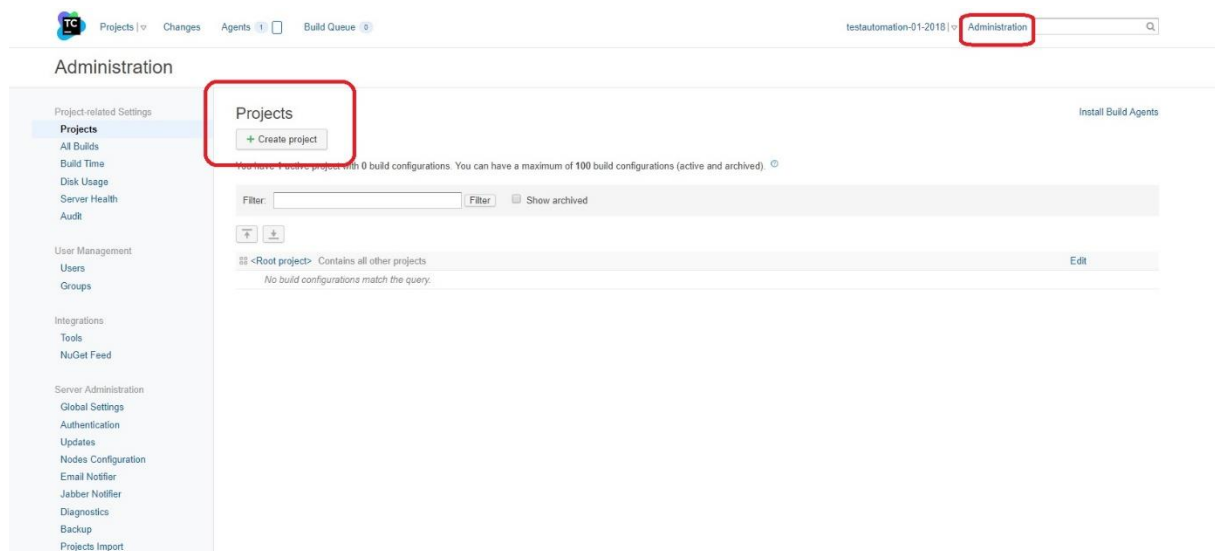 TC
Projects
Changes
Agents 1
Build Queue 0
testautomation-01-2018
Administration
Administration
Project-related Settings
Projects
All Builds
Build Time
Disk Usage
Server Health
Audit
User Management
Users
Groups
Integrations
Tools
NuGet Feed
Server Administration
Global Settings
Authentication
Updates
Nodes Configuration
Email Notifier
Jabber Notifier
Diagnostics
Backup
Projects Import
Projects
Install Build Agents
+ Create project
You have 1 active project with 0 build configurations. You can have a maximum of 100 build configurations (active and archived).
Filter:
Filter
Show archived
<Root project> Contains all other projects
Edit
No build configurations match the query.